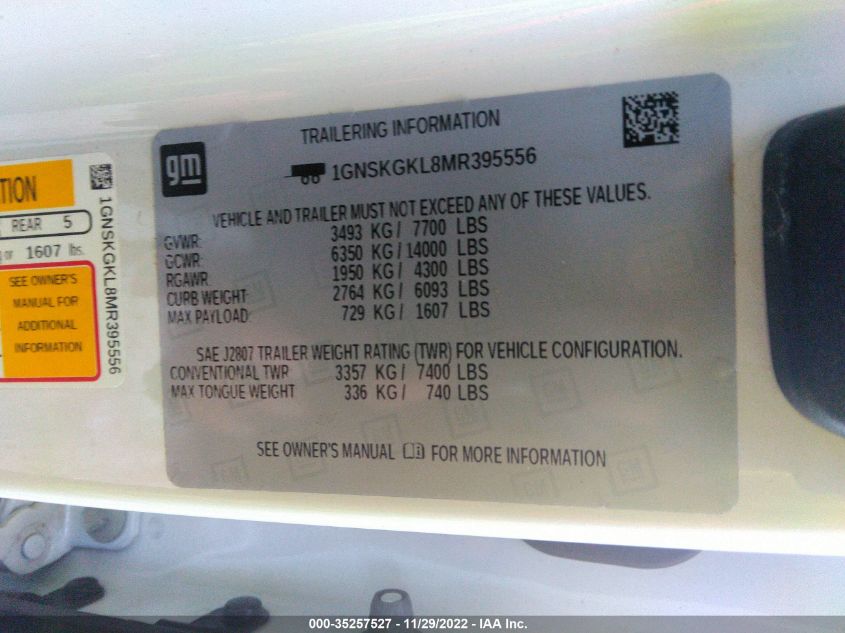 TION
REAR 5
or 1607 lbs.
SEE OWNER'S
MANUAL FOR
ADDITIONAL
INFORMATION
1GNSKGKL8MR395556
gm
TRAILERING INFORMATION
1GNSKGKL8MR395556
VEHICLE AND TRAILER MUST NOT EXCEED ANY OF THESE VALUES.
GVWR: 3493 KG / 7700 LBS
GCWR: 6350 KG / 14000 LBS
RGAWR: 1950 KG / 4300 LBS
CURB WEIGHT: 2764 KG / 6093 LBS
MAX PAYLOAD: 729 KG / 1607 LBS
SAE J2807 TRAILER WEIGHT RATING (TWR) FOR VEHICLE CONFIGURATION.
CONVENTIONAL TWR 3357 KG / 7400 LBS
MAX TONGUE WEIGHT 336 KG / 740 LBS
SEE OWNER'S MANUAL FOR MORE INFORMATION
000-35257527 - 11/29/2022 - IAA Inc.